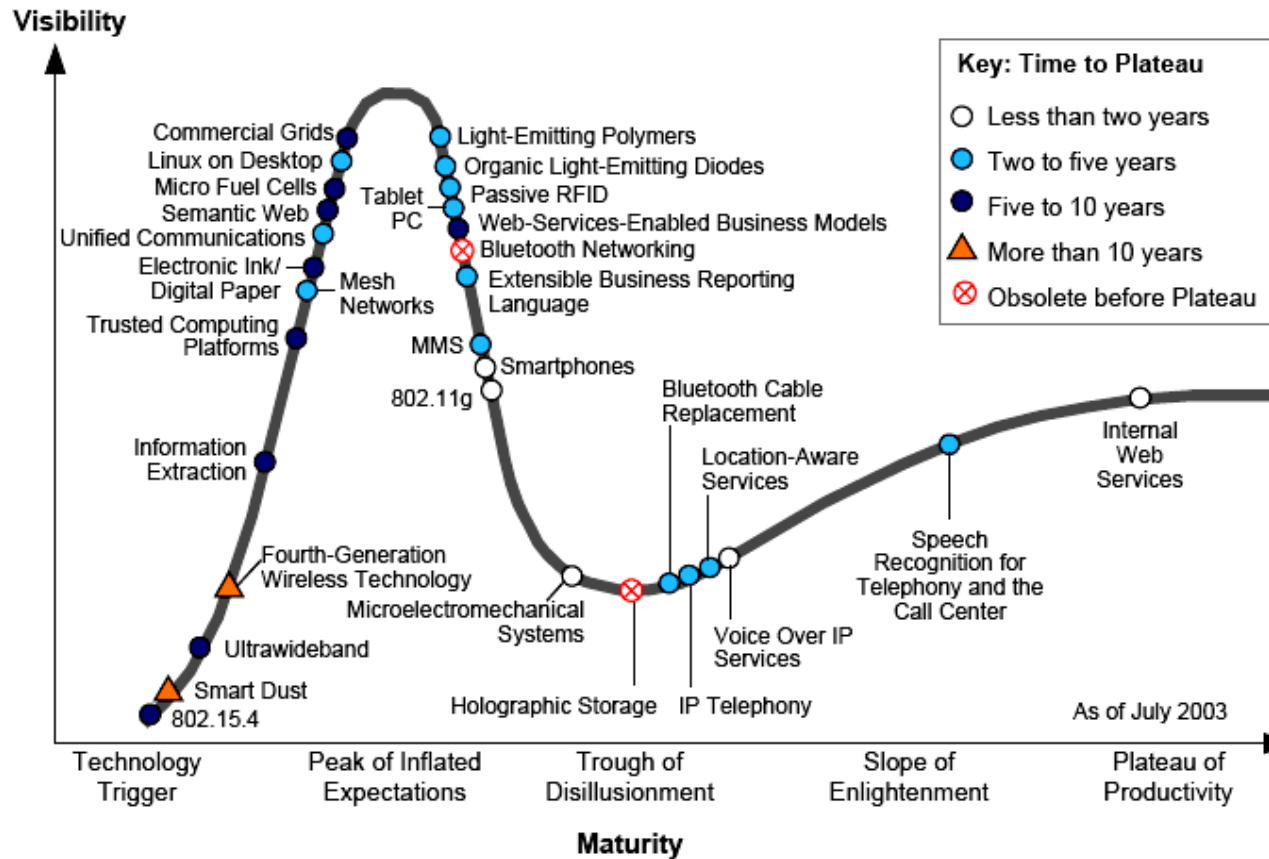 Visibility
Key: Time to Plateau
Less than two years
Two to five years
Five to 10 years
More than 10 years
Obsolete before Plateau
Commercial Grids
Linux on Desktop
Micro Fuel Cells
Semantic Web
Unified Communications
Electronic Ink/
Digital Paper
Mesh
Networks
Trusted Computing
Platforms
Information
Extraction
Fourth-Generation
Wireless Technology
Ultrawideband
Smart Dust
802.15.4
Light-Emitting Polymers
Organic Light-Emitting Diodes
Passive RFID
Tablet
PC
Web-Services-Enabled Business Models
Bluetooth Networking
Extensible Business Reporting
Language
MMS
Smartphones
802.11g
Microelectromechanical
Systems
Holographic Storage
Bluetooth Cable
Replacement
IP Telephony
Location-Aware
Services
Voice Over IP
Services
Speech
Recognition for
Telephony and the
Call Center
Internal
Web
Services
As of July 2003
Technology
Trigger
Peak of Inflated
Expectations
Trough of
Disillusionment
Slope of
Enlightenment
Plateau of
Productivity
Maturity